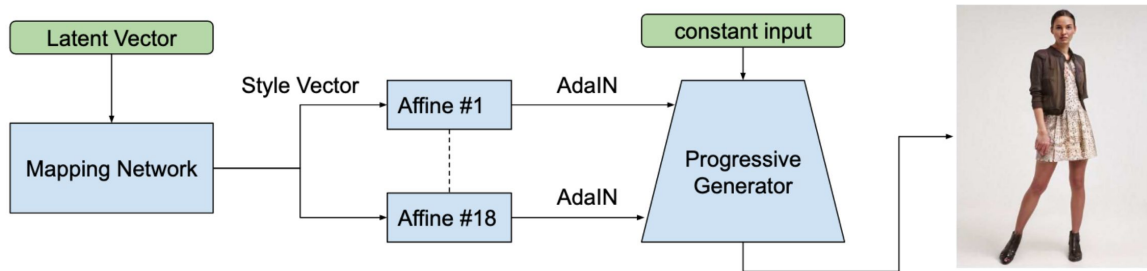 Latent Vector
constant input
Style Vector
Affine #1
AdaIN
Mapping Network
Progressive
Generator
Affine #18
AdaIN